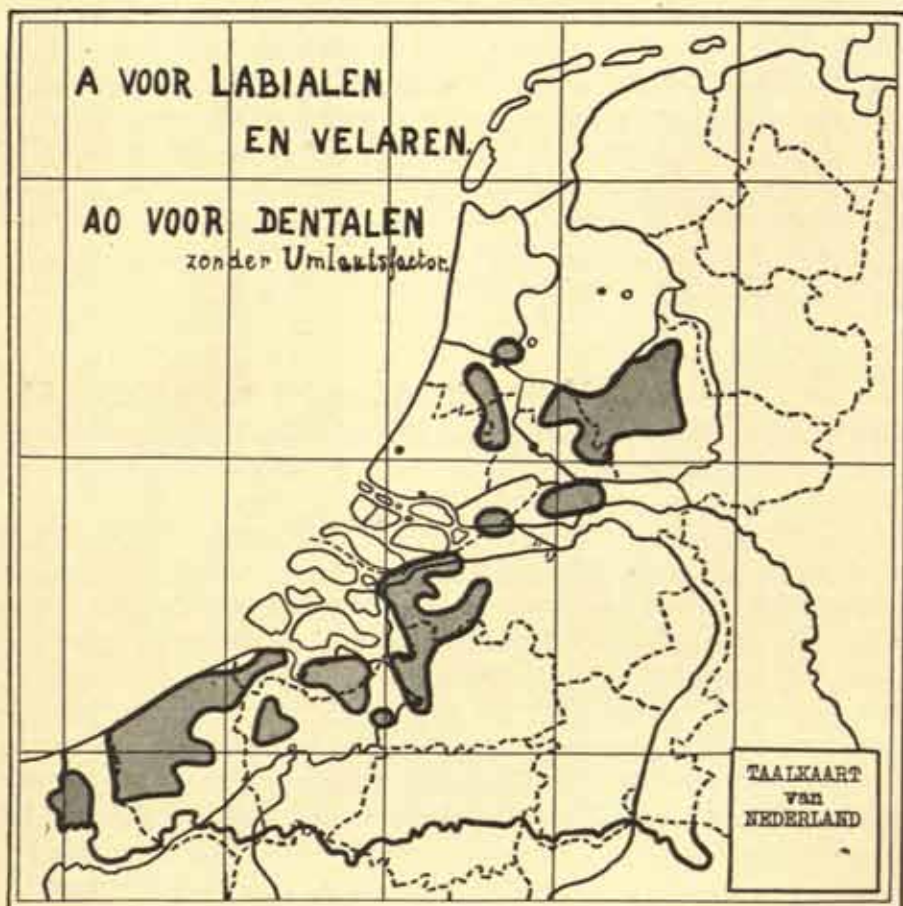 A VOOR LABIALEN
EN VELAREN.
AO VOOR DENTALEN
zonder Umlautsfactor.
TAALKAART
van
NEDERLAND